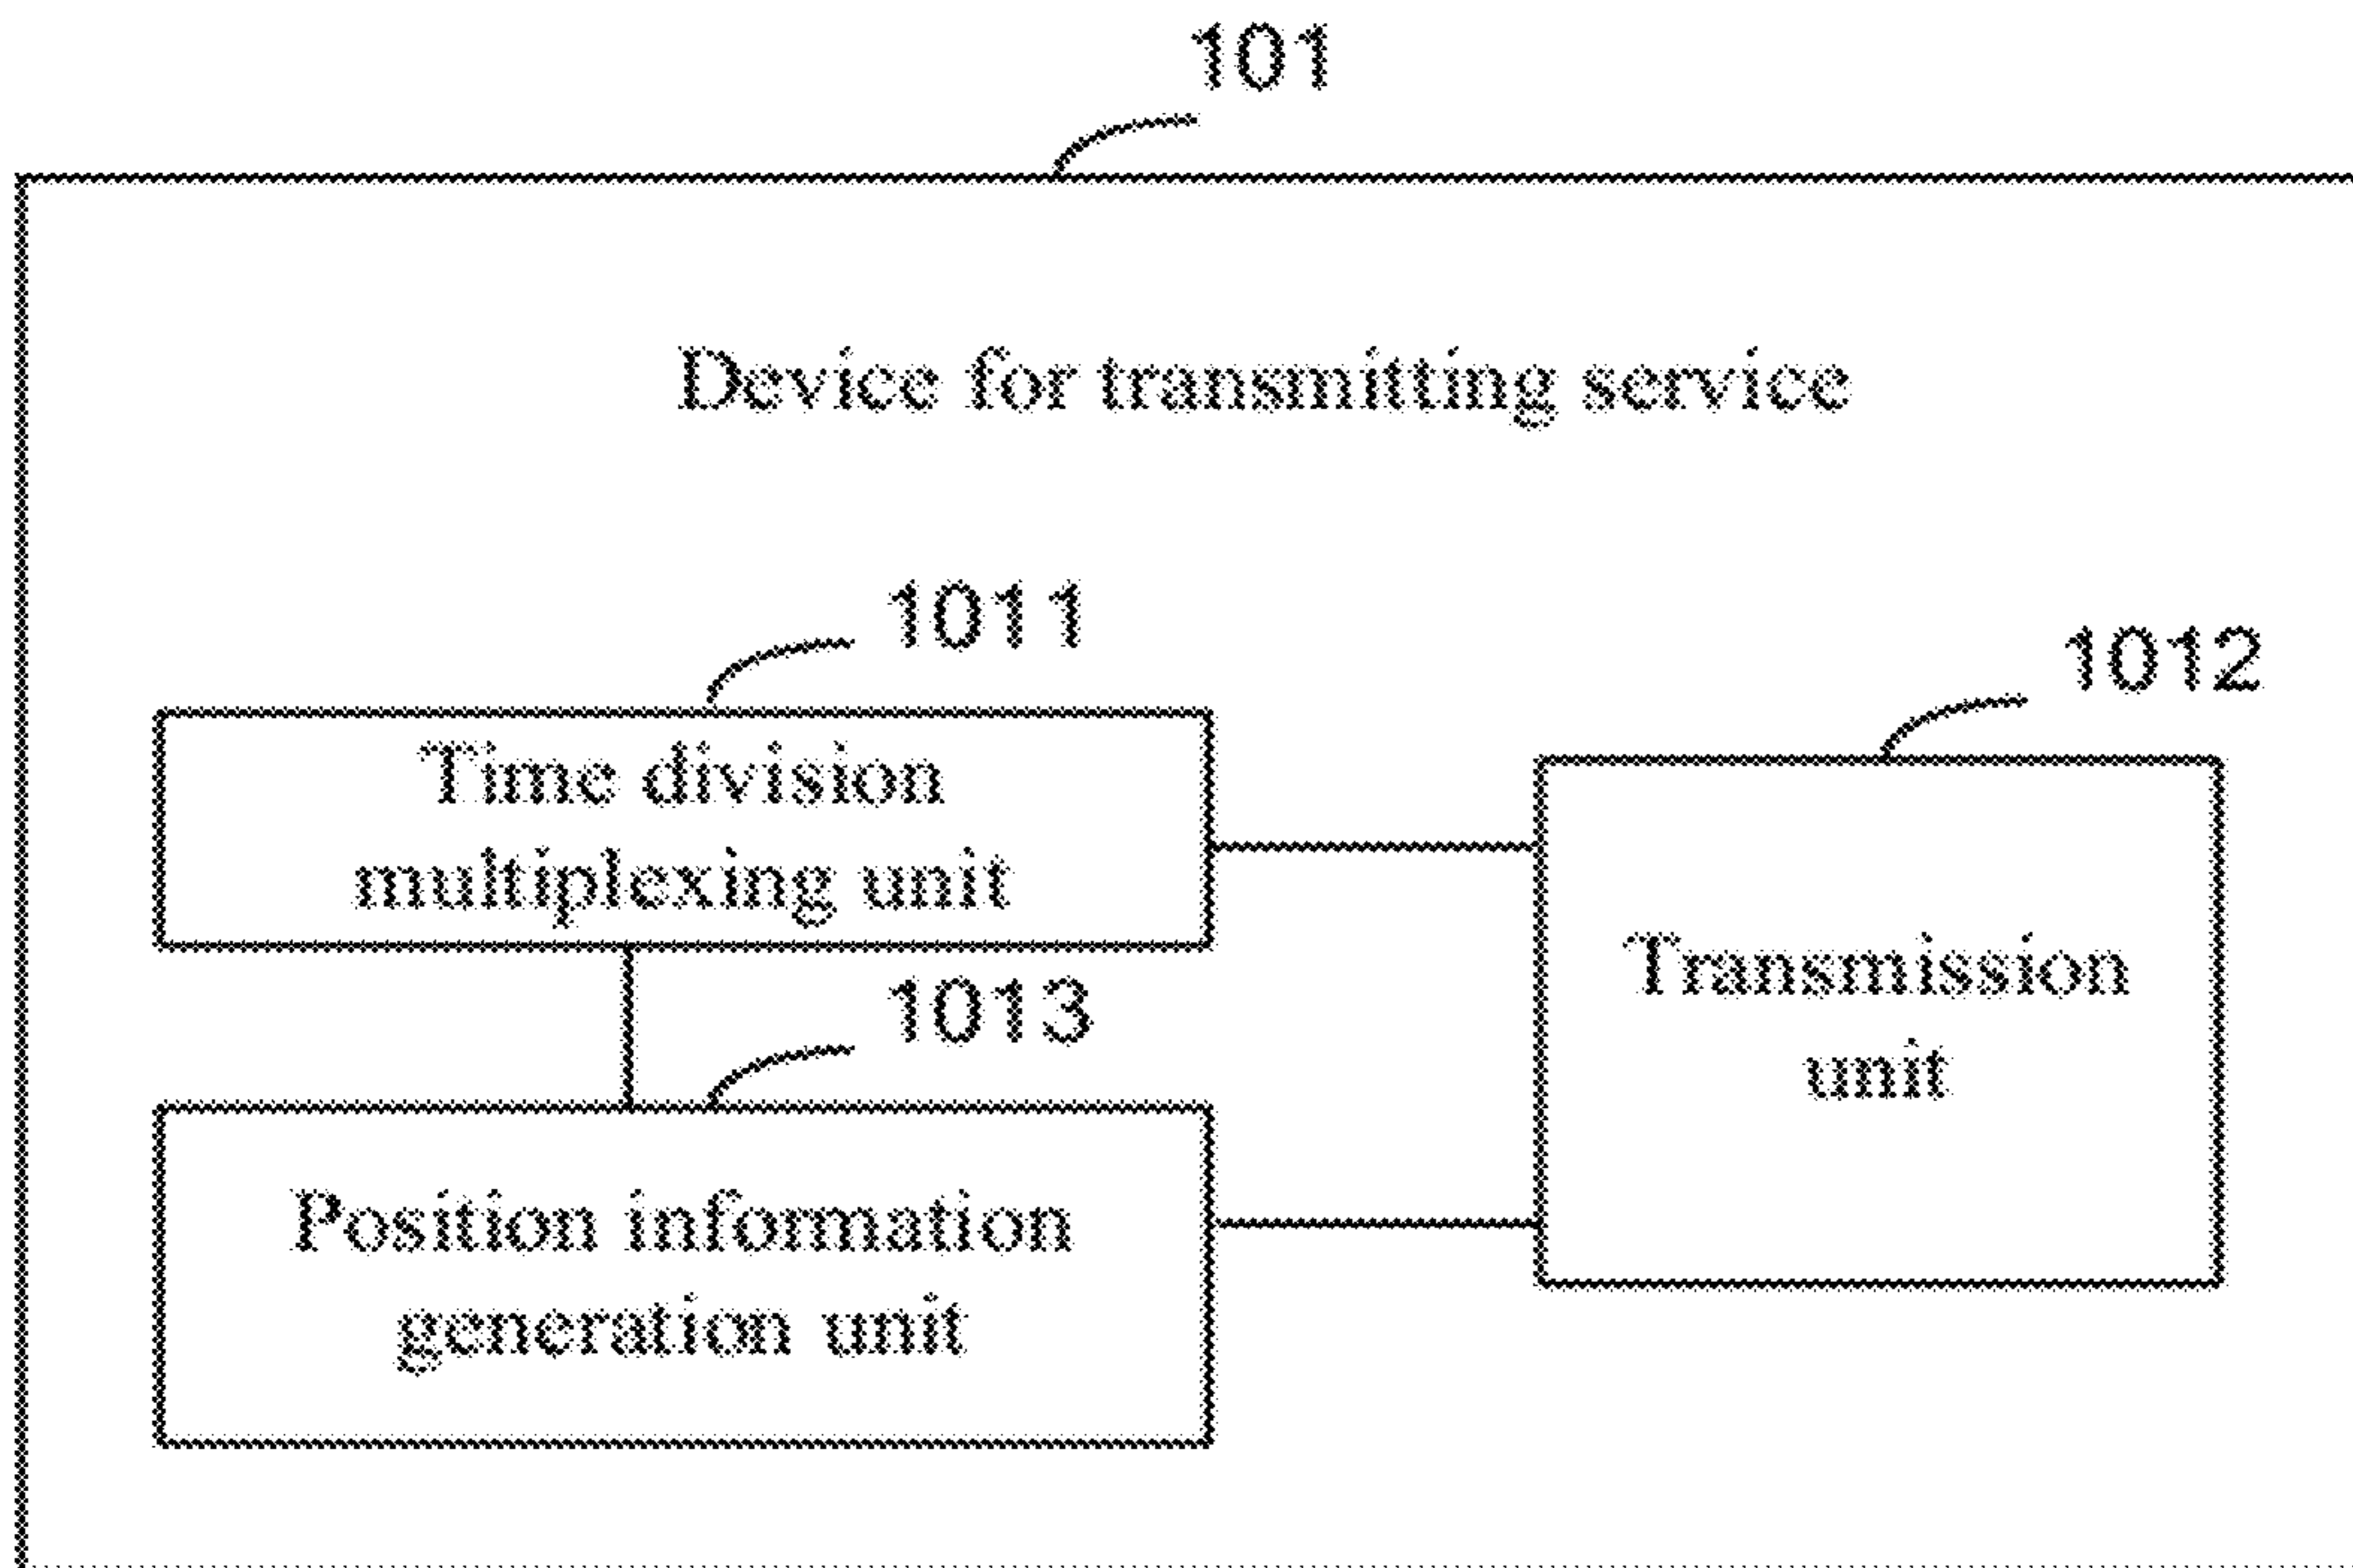 101
Device for transmitting service
1011
1012
Time division
multiplexing unit
Transmission
unit
1013
Position information
generation unit